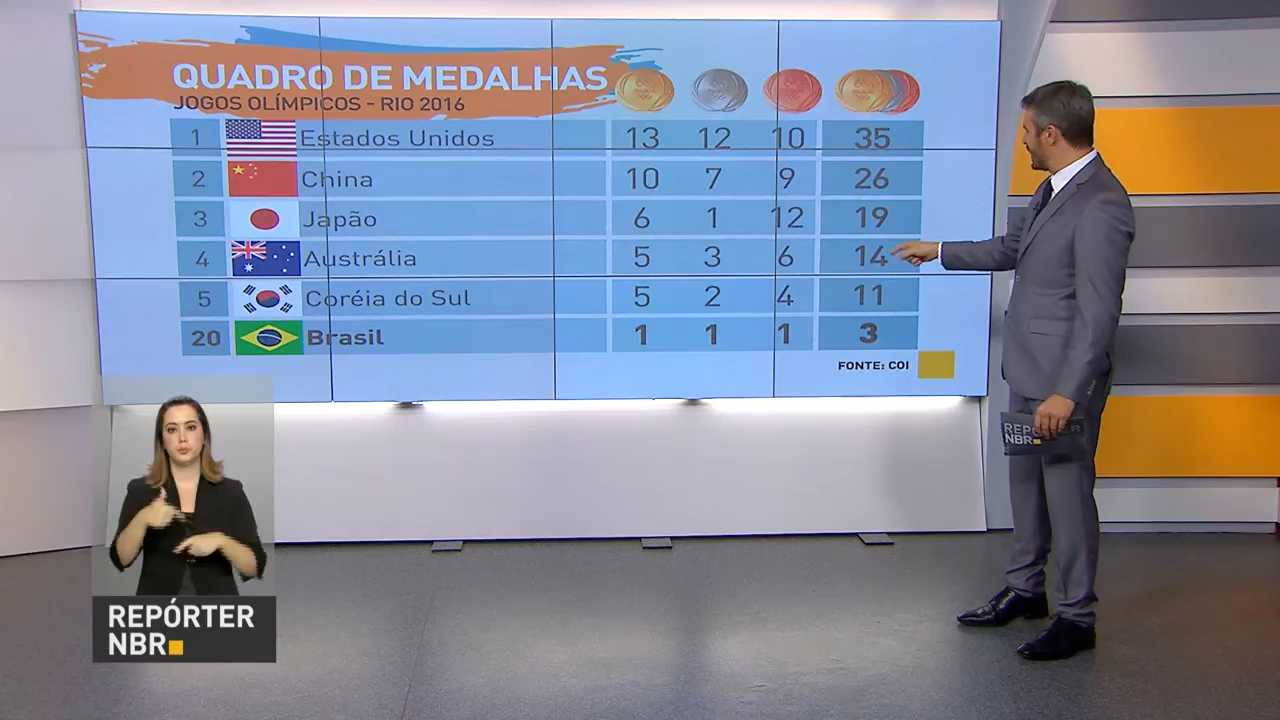 QUADRO DE MEDALHAS
JOGOS OLÍMPICOS - RIO 2016
1 Estados Unidos 13 12 10 35
2 China 10 7 9 26
3 Japão 6 1 12 19
4 Austrália 5 3 6 14
5 Coréia do Sul 5 2 4 11
20 Brasil 1 1 1 3
FONTE: COI
REPÓRTER
NBR
REPÓRTER
NBR